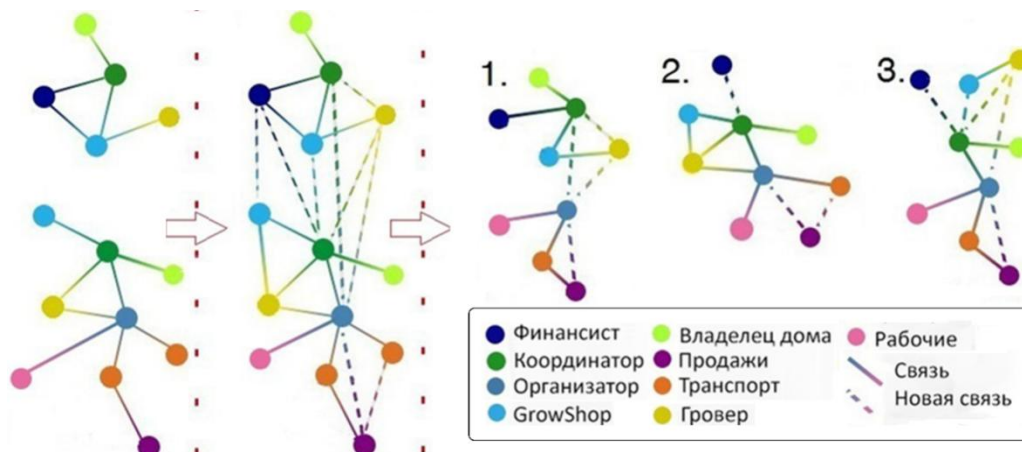 1.
2.
3.
Финансист
Координатор
Организатор
GrowShop
Владелец дома
Продажи
Транспорт
Гровер
Рабочие
Связь
Новая связь